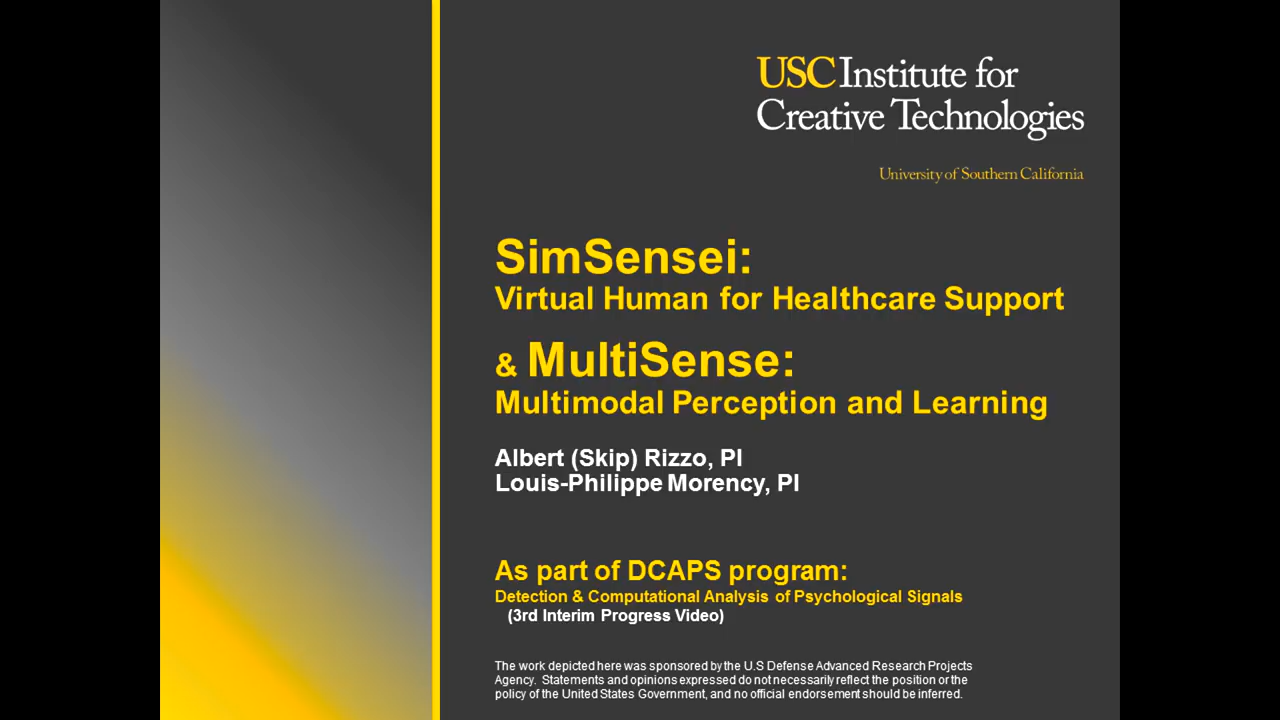 USC Institute for
Creative Technologies
University of Southern California
SimSensei:
Virtual Human for Healthcare Support
& MultiSense:
Multimodal Perception and Learning
Albert (Skip) Rizzo, PI
Louis-Philippe Morency, PI
As part of DCAPS program:
Detection & Computational Analysis of Psychological Signals
(3rd Interim Progress Video)
The work depicted here was sponsored by the U.S Defense Advanced Research Projects
Agency. Statements and opinions expressed do not necessarily reflect the position or the
policy of the United States Government, and no official endorsement should be inferred.